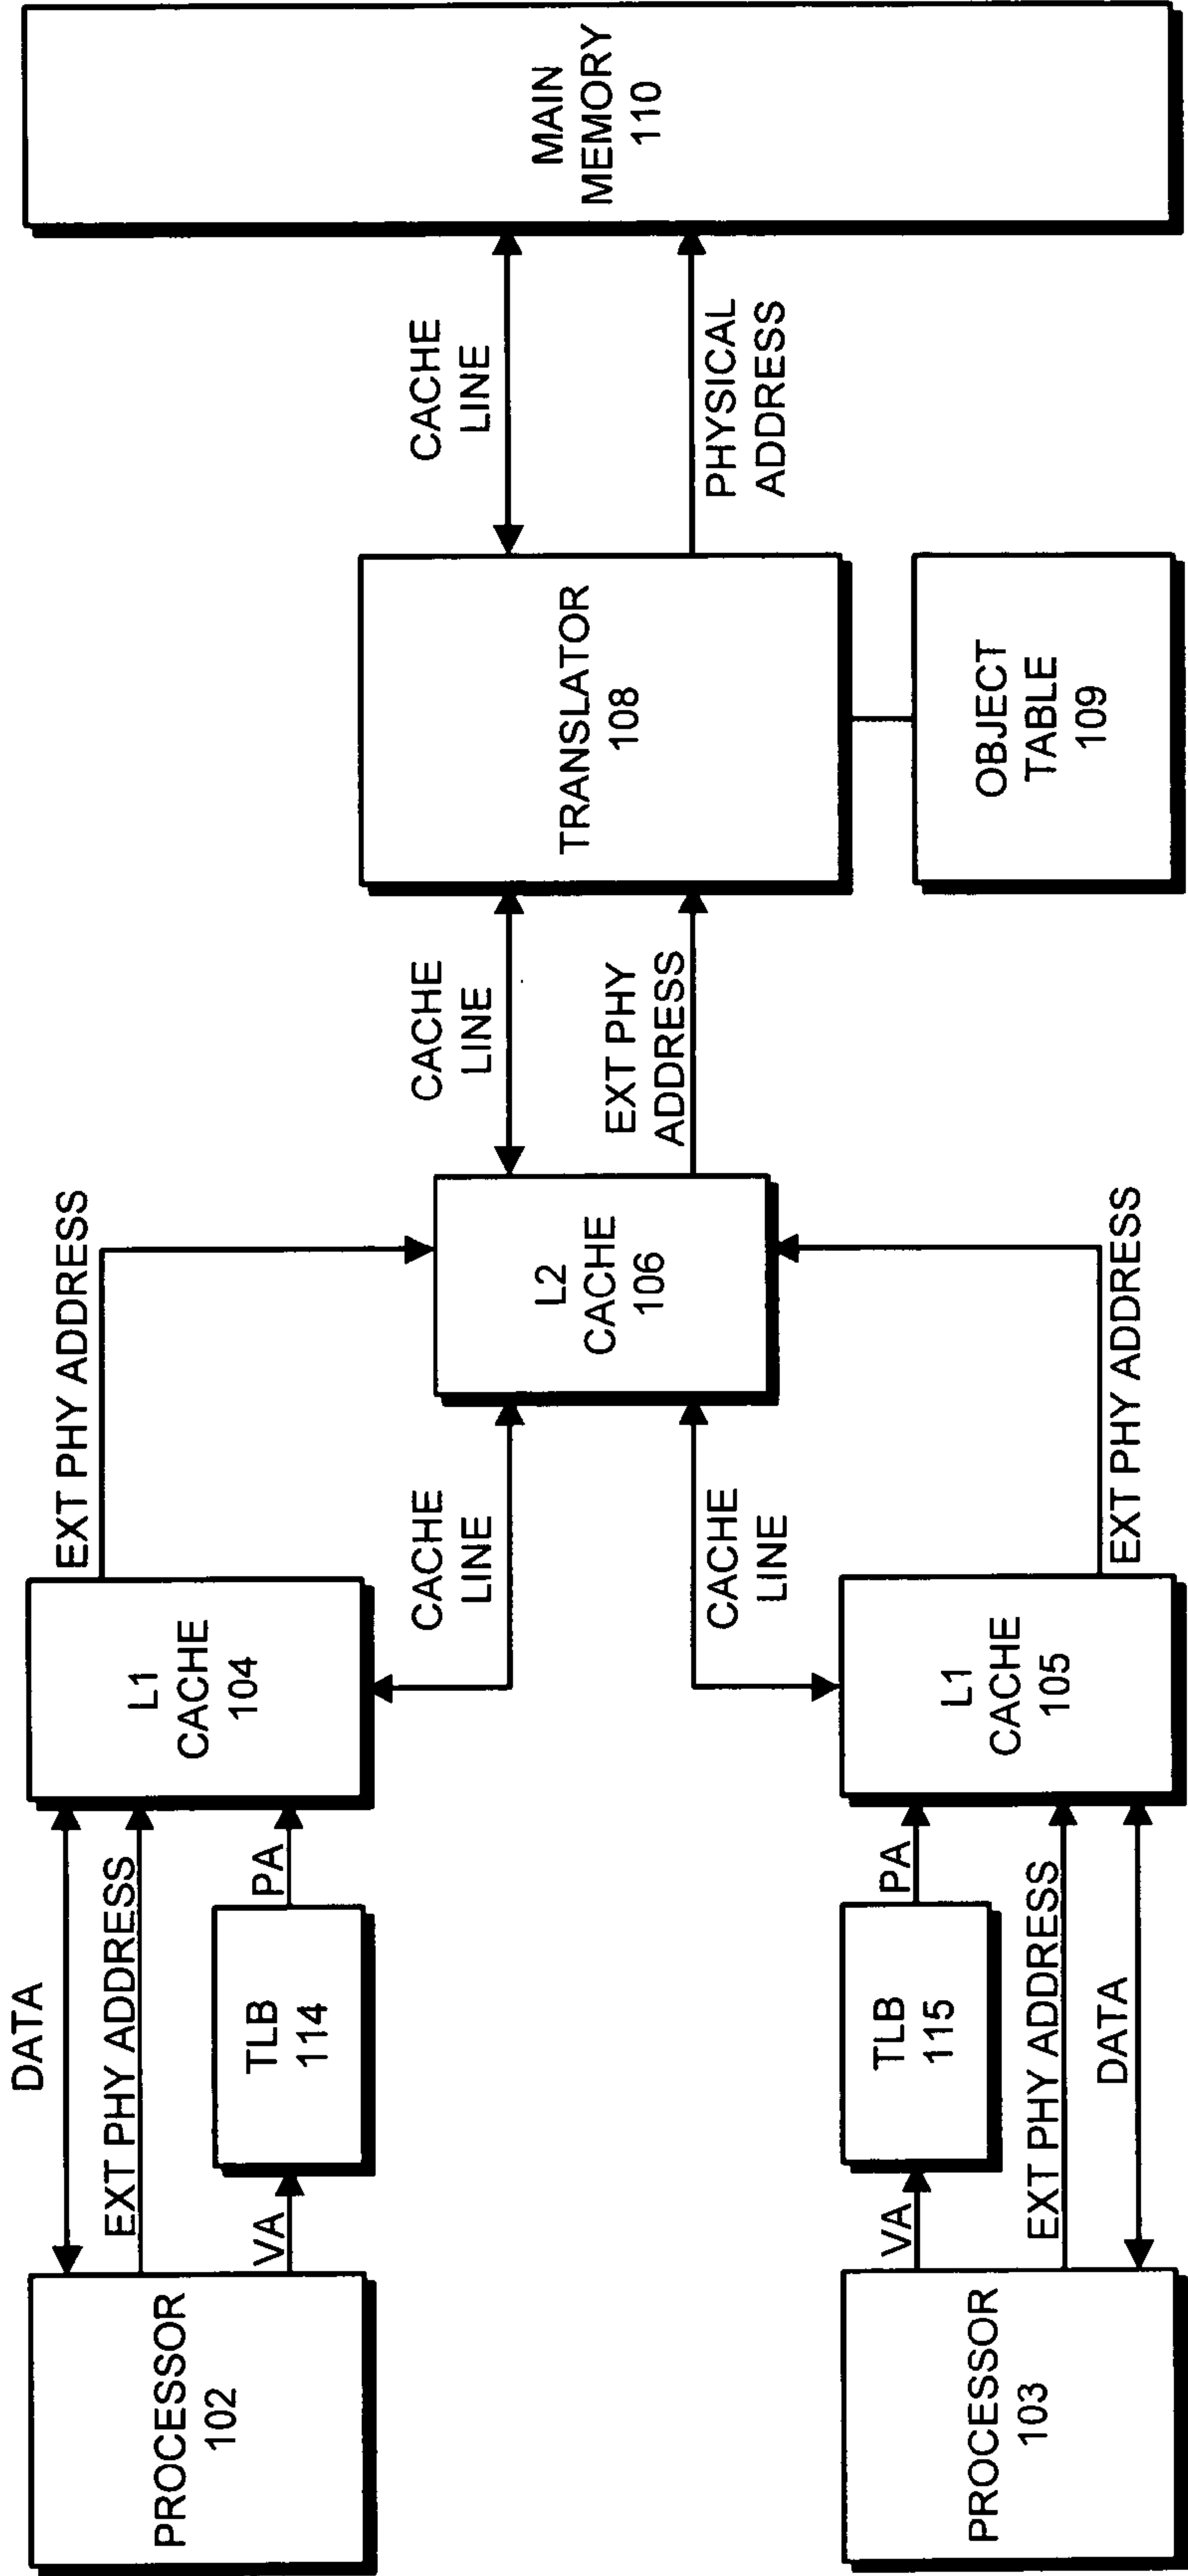 DATA
EXT PHY ADDRESS
PROCESSOR
102
VA
TLB
114
PA
L1
CACHE
104
EXT PHY ADDRESS
CACHE
LINE
PROCESSOR
103
VA
TLB
115
PA
EXT PHY ADDRESS
DATA
L1
CACHE
105
CACHE
LINE
EXT PHY ADDRESS
L2
CACHE
106
CACHE
LINE
EXT PHY
ADDRESS
TRANSLATOR
108
OBJECT
TABLE
109
CACHE
LINE
PHYSICAL
ADDRESS
MAIN
MEMORY
110